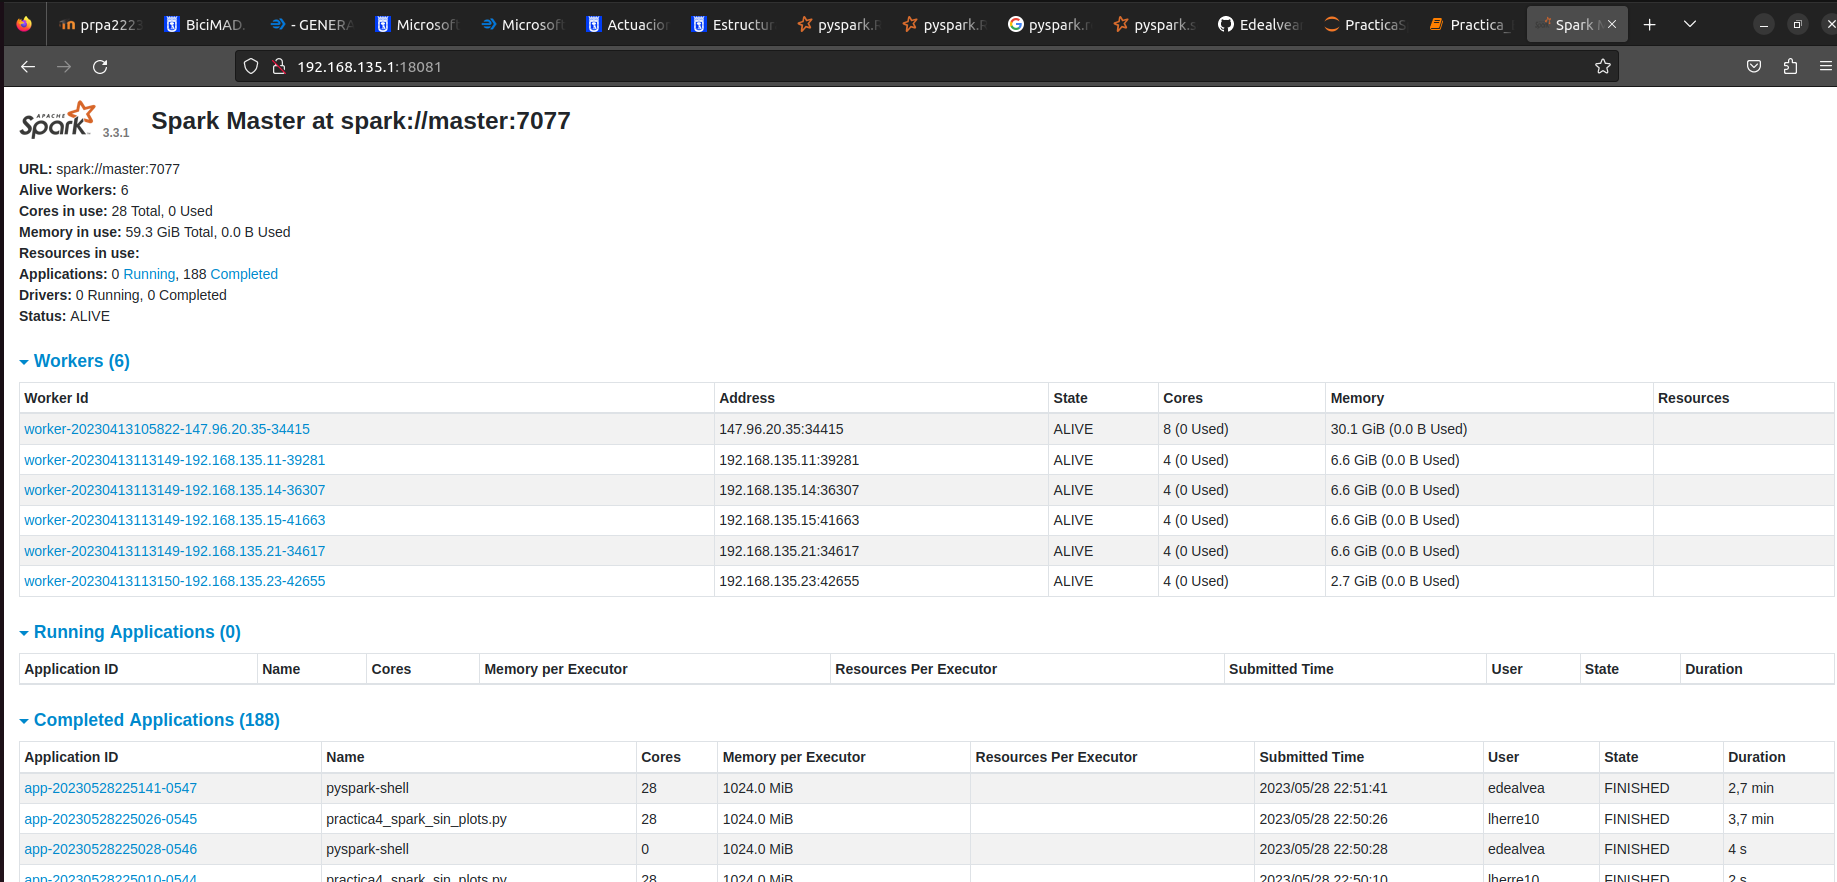 prpa2223
BiciMAD.
- GENERA
Microsoft
Microsoft
Actuacion
Estructur
pyspark.R
pyspark.R
pyspark.r
pyspark.s
Edealvea
PracticaS
Practica_
Spark M
192.168.135.1:18081
APACHE Spark 3.3.1 Spark Master at spark://master:7077
URL: spark://master:7077
Alive Workers: 6
Cores in use: 28 Total, 0 Used
Memory in use: 59.3 GiB Total, 0.0 B Used
Resources in use:
Applications: 0 Running, 188 Completed
Drivers: 0 Running, 0 Completed
Status: ALIVE
Workers (6)
Worker Id Address State Cores Memory Resources
worker-20230413105822-147.96.20.35-34415 147.96.20.35:34415 ALIVE 8 (0 Used) 30.1 GiB (0.0 B Used)
worker-20230413113149-192.168.135.11-39281 192.168.135.11:39281 ALIVE 4 (0 Used) 6.6 GiB (0.0 B Used)
worker-20230413113149-192.168.135.14-36307 192.168.135.14:36307 ALIVE 4 (0 Used) 6.6 GiB (0.0 B Used)
worker-20230413113149-192.168.135.15-41663 192.168.135.15:41663 ALIVE 4 (0 Used) 6.6 GiB (0.0 B Used)
worker-20230413113149-192.168.135.21-34617 192.168.135.21:34617 ALIVE 4 (0 Used) 6.6 GiB (0.0 B Used)
worker-20230413113150-192.168.135.23-42655 192.168.135.23:42655 ALIVE 4 (0 Used) 2.7 GiB (0.0 B Used)
Running Applications (0)
Application ID Name Cores Memory per Executor Resources Per Executor Submitted Time User State Duration
Completed Applications (188)
Application ID Name Cores Memory per Executor Resources Per Executor Submitted Time User State Duration
app-20230528225141-0547 pyspark-shell 28 1024.0 MiB 2023/05/28 22:51:41 edealvea FINISHED 2,7 min
app-20230528225026-0545 practica4_spark_sin_plots.py 28 1024.0 MiB 2023/05/28 22:50:26 lherre10 FINISHED 3,7 min
app-20230528225028-0546 pyspark-shell 0 1024.0 MiB 2023/05/28 22:50:28 edealvea FINISHED 4 s
app-20230528225010-0544 practica4_spark_sin_plots.py 28 1024.0 MiB 2023/05/28 22:50:10 lherre10 FINISHED 2 s